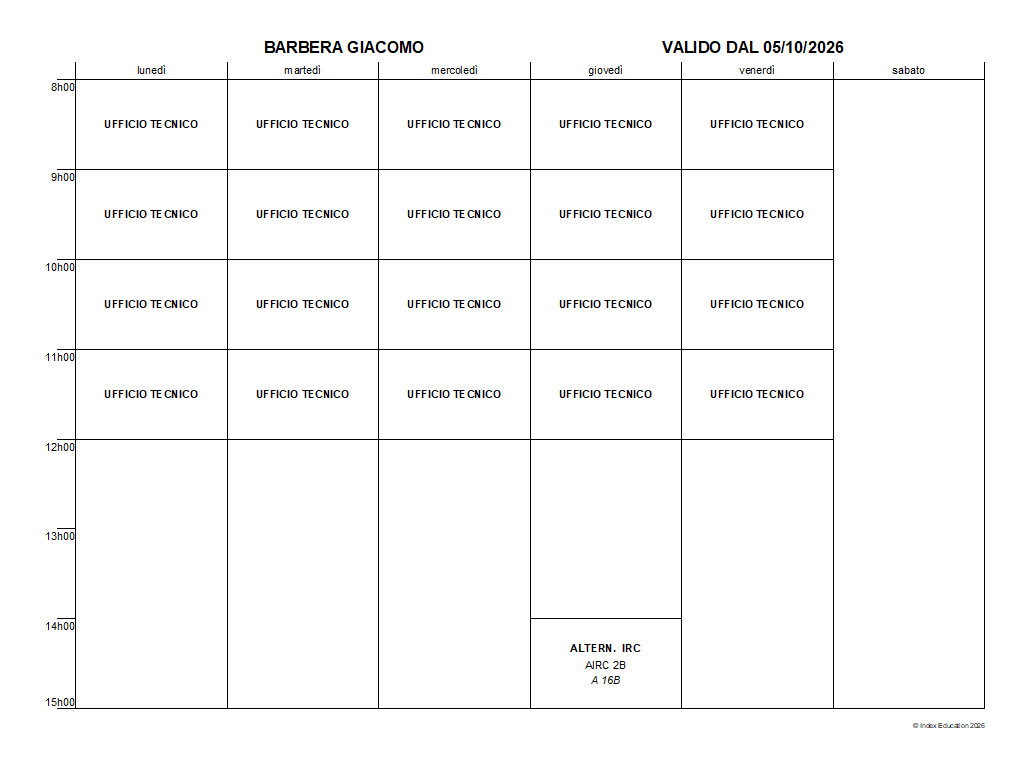 BARBERA GIACOMO VALIDO DAL 05/10/2026
lunedì martedì mercoledì giovedì venerdì sabato
8h00
UFFICIO TECNICO UFFICIO TECNICO UFFICIO TECNICO UFFICIO TECNICO UFFICIO TECNICO
9h00
UFFICIO TECNICO UFFICIO TECNICO UFFICIO TECNICO UFFICIO TECNICO UFFICIO TECNICO
10h00
UFFICIO TECNICO UFFICIO TECNICO UFFICIO TECNICO UFFICIO TECNICO UFFICIO TECNICO
11h00
UFFICIO TECNICO UFFICIO TECNICO UFFICIO TECNICO UFFICIO TECNICO UFFICIO TECNICO
12h00
13h00
14h00
ALTERN. IRC
AIRC 2B
A 16B
15h00
© Index Education 2026